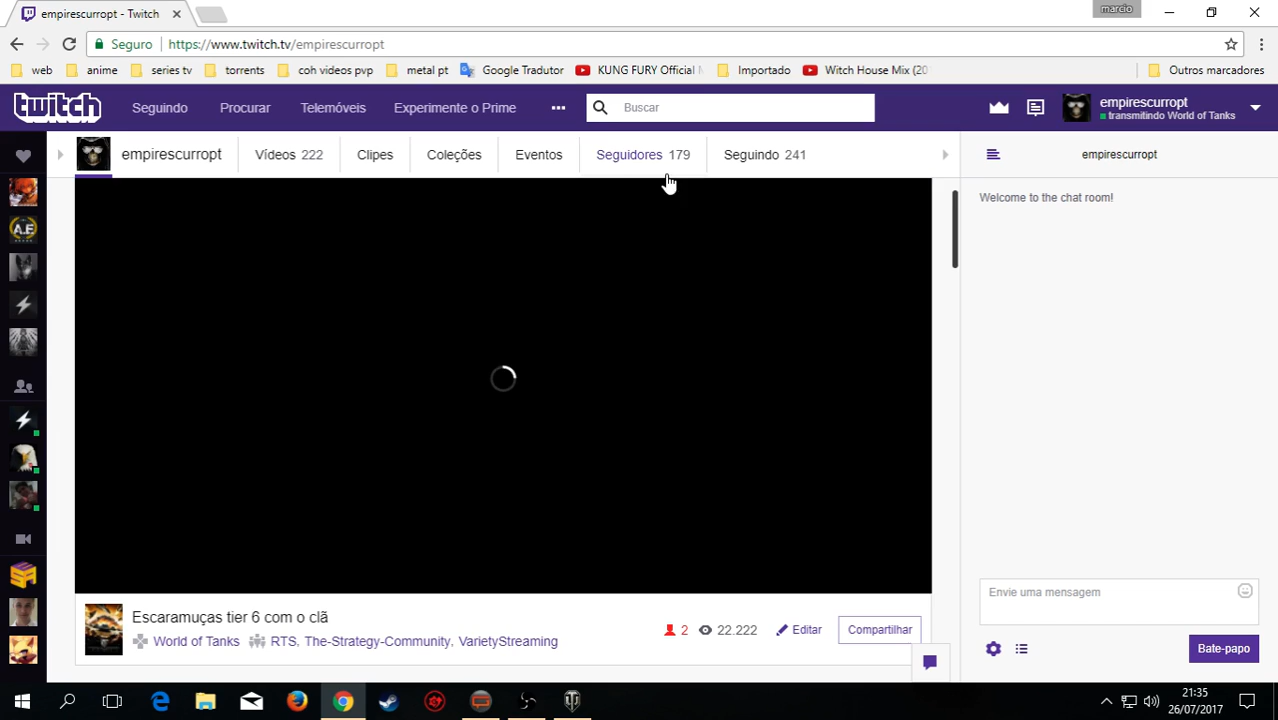 empirescurropt - Twitch
marcio
Seguro
https://www.twitch.tv/empirescurropt
web
anime
series tv
torrents
coh videos pvp
metal pt
Google Tradutor
KUNG FURY Official
Importado
Witch House Mix (20
Outros marcadores
twitch
Seguindo
Procurar
Telemóveis
Experimente o Prime
Buscar
empirescurropt
transmitindo World of Tanks
empirescurropt
Vídeos 222
Clipes
Coleções
Eventos
Seguidores 179
Seguindo 241
empirescurropt
Welcome to the chat room!
A.E
Escaramuças tier 6 com o clã
World of Tanks
RTS, The-Strategy-Community, VarietyStreaming
2
22.222
Editar
Compartilhar
Envie uma mensagem
Bate-papo
21:35
26/07/2017